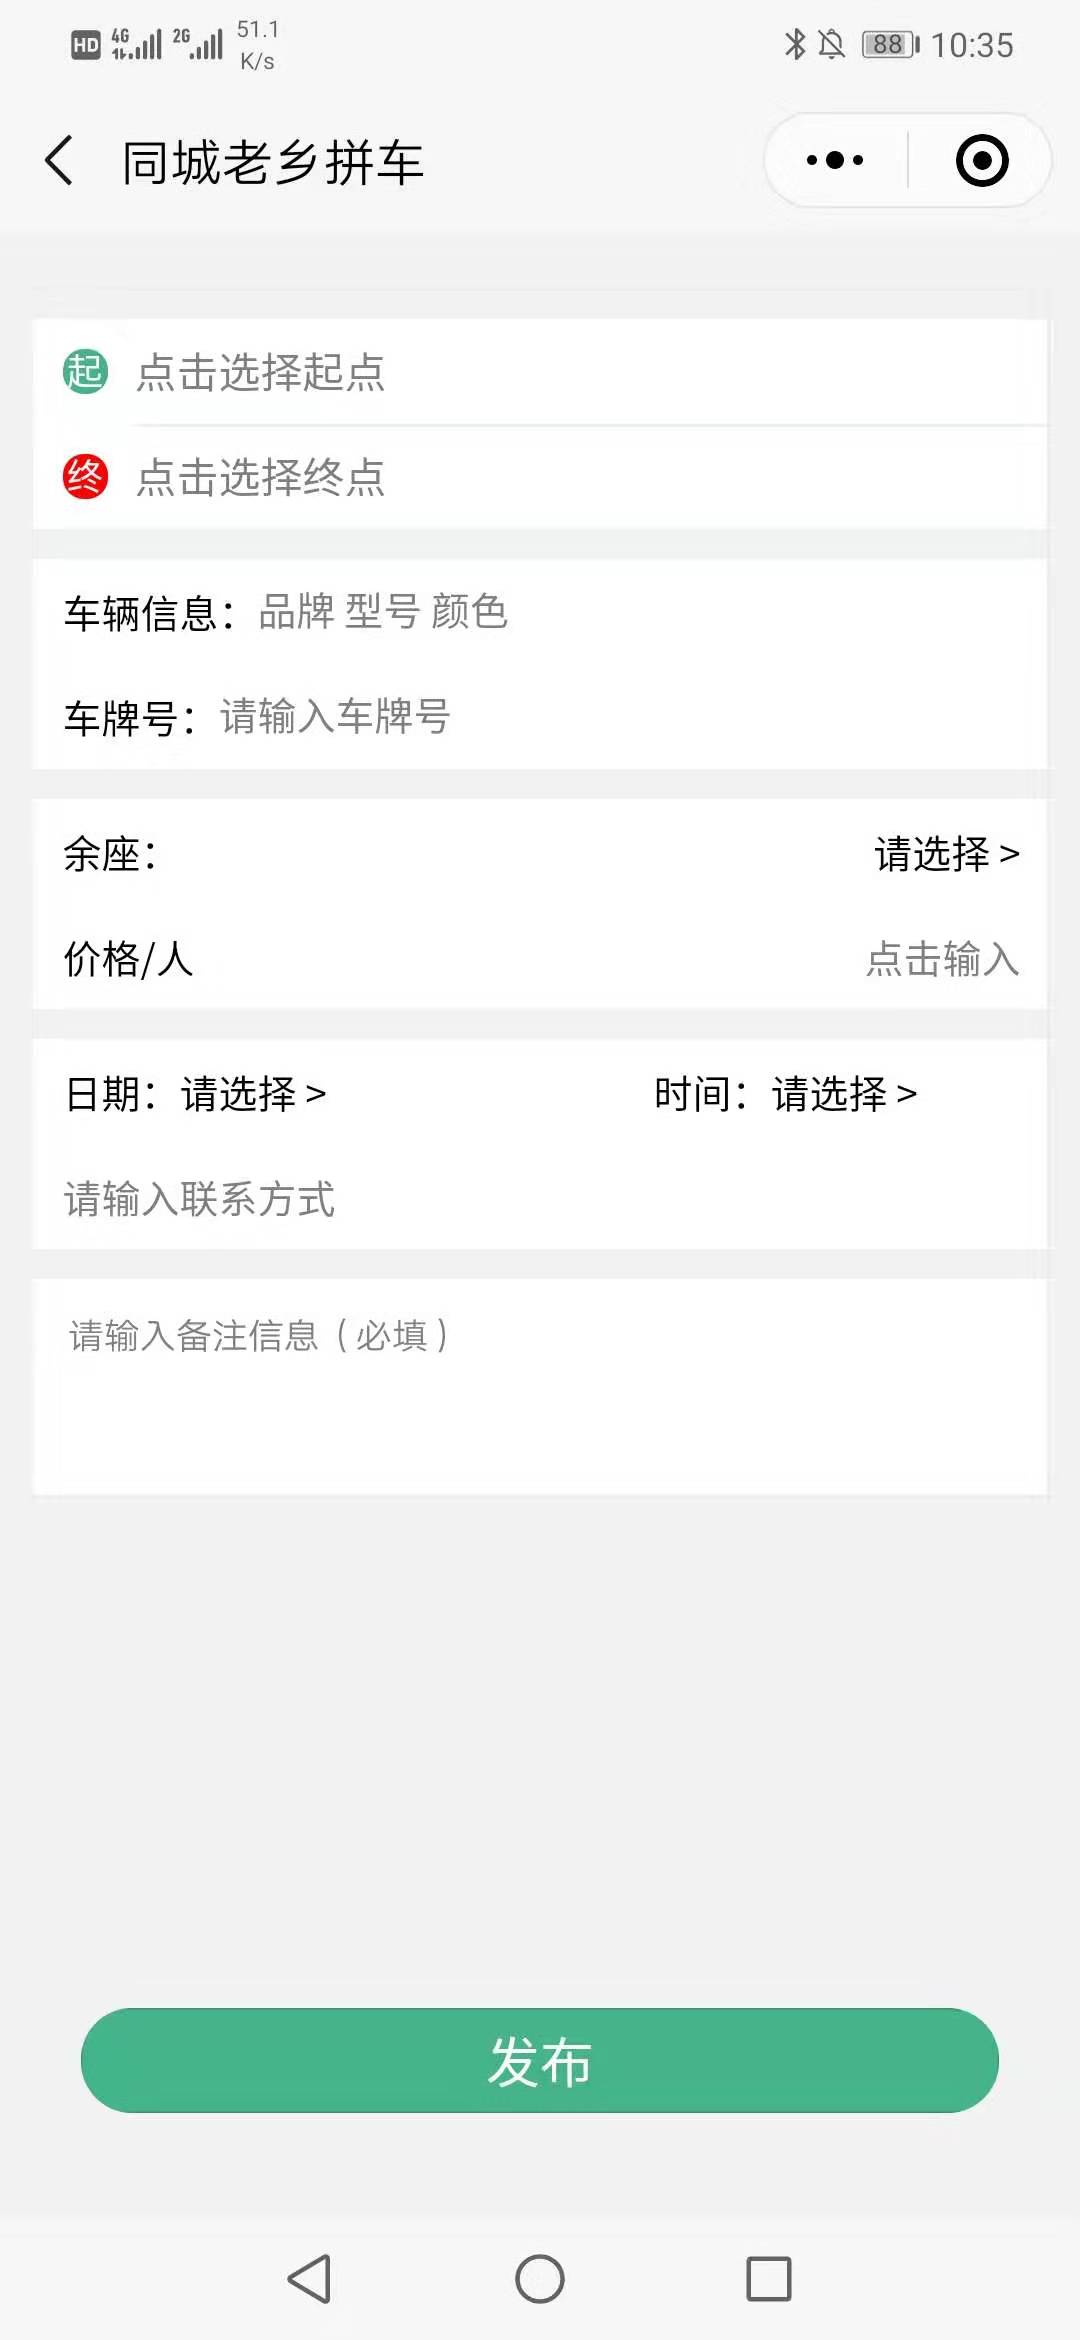 HD 4G 2G 51.1 K/s 88 10:35
同城老乡拼车
起 点击选择起点
终 点击选择终点
车辆信息：品牌 型号 颜色
车牌号：请输入车牌号
余座： 请选择 >
价格/人 点击输入
日期：请选择 > 时间：请选择 >
请输入联系方式
请输入备注信息（必填）
发布